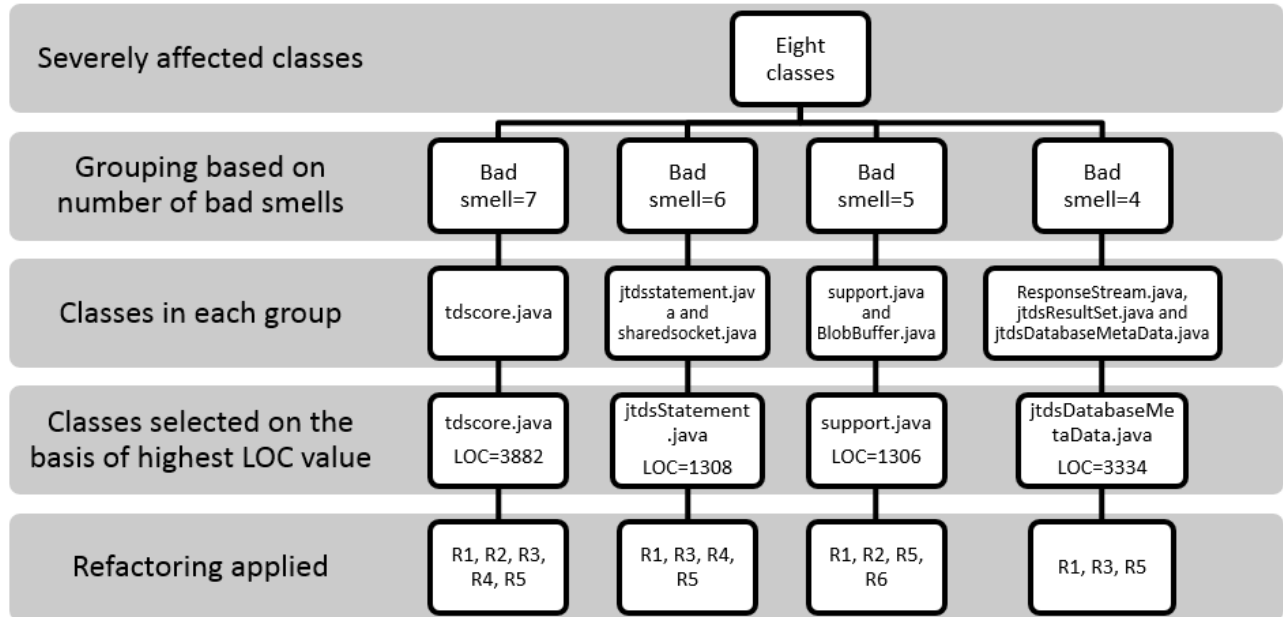 Severely affected classes
Eight
classes
Grouping based on
number of bad smells
Bad
smell=7
Bad
smell=6
Bad
smell=5
Bad
smell=4
Classes in each group
tdscore.java
jtdsstatement.jav
a and
sharedsocket.java
support.java
and
BlobBuffer.java
ResponseStream.java,
jtdsResultSet.java and
jtdsDatabaseMetaData.java
Classes selected on the
basis of highest LOC value
tdscore.java
LOC=3882
jtdsStatement
.java
LOC=1308
support.java
LOC=1306
jtdsDatabaseMe
taData.java
LOC=3334
Refactoring applied
R1, R2, R3,
R4, R5
R1, R3, R4,
R5
R1, R2, R5,
R6
R1, R3, R5